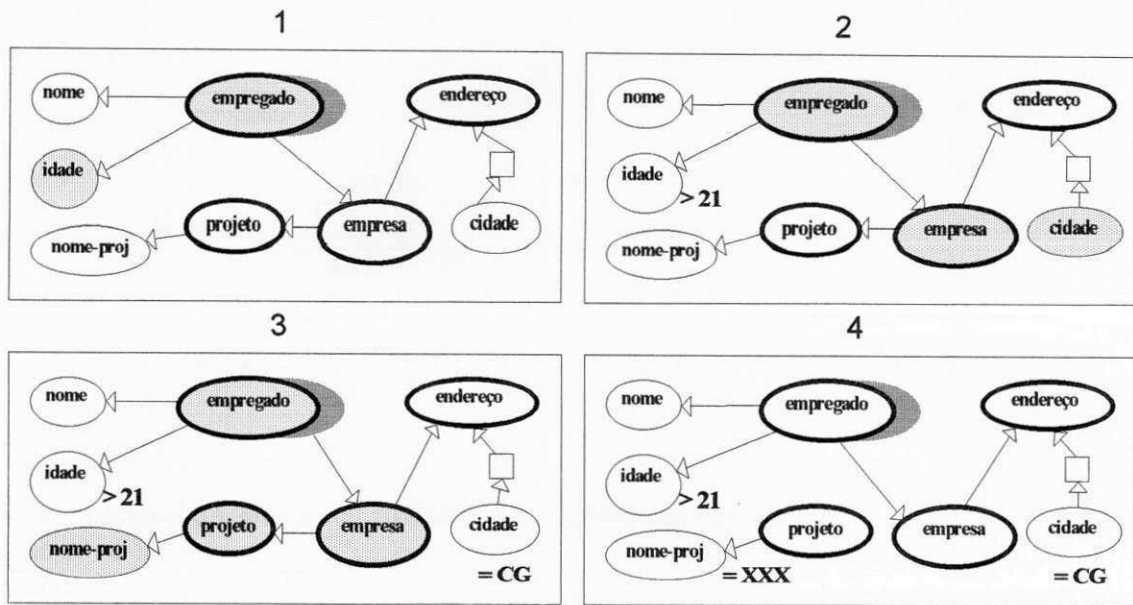 1
nome
empregado
endereço
idade
projeto
empresa
cidade
nome-proj
2
nome
empregado
endereço
idade
> 21
projeto
empresa
cidade
nome-proj
3
nome
empregado
endereço
idade
> 21
projeto
empresa
cidade
nome-proj
= CG
4
nome
empregado
endereço
idade
> 21
projeto
empresa
cidade
nome-proj
= XXX
= CG